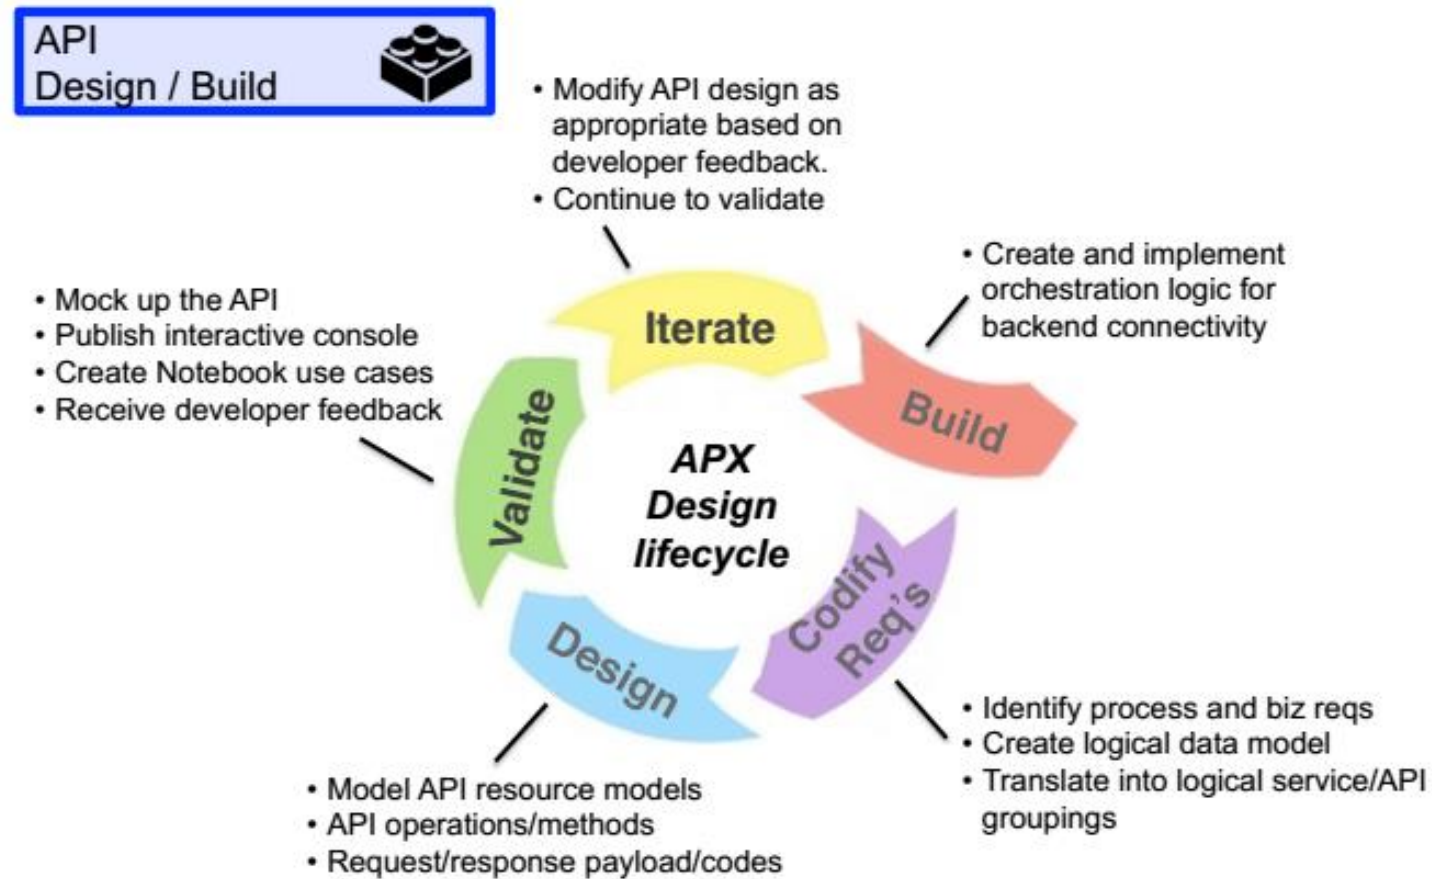 API
Design / Build
• Modify API design as
appropriate based on
developer feedback.
• Continue to validate
• Create and implement
orchestration logic for
backend connectivity
• Mock up the API
• Publish interactive console
• Create Notebook use cases
• Receive developer feedback
Iterate
Build
Validate
APX
Design
lifecycle
Codify
Req's
Design
• Identify process and biz reqs
• Create logical data model
• Translate into logical service/API
groupings
• Model API resource models
• API operations/methods
• Request/response payload/codes